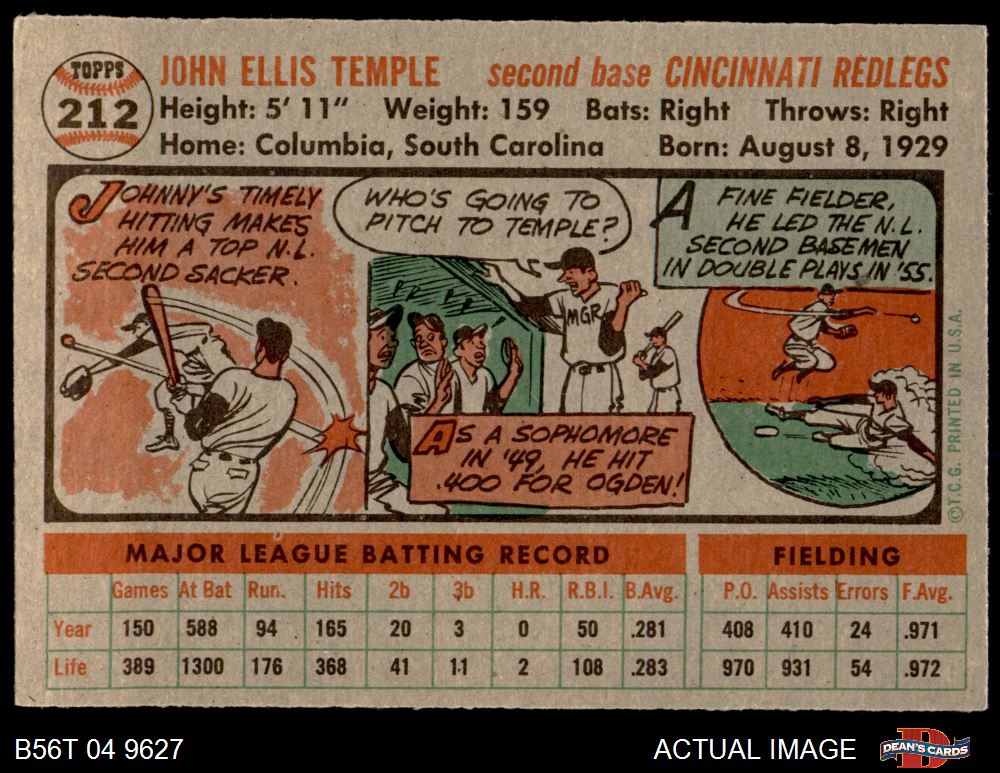 TOPPS
212
JOHN ELLIS TEMPLE second base CINCINNATI REDLEGS
Height: 5' 11" Weight: 159 Bats: Right Throws: Right
Home: Columbia, South Carolina Born: August 8, 1929
JOHNNY'S TIMELY
HITTING MAKES
HIM A TOP N.L.
SECOND SACKER.
WHO'S GOING TO
PITCH TO TEMPLE?
MGR
AS A SOPHOMORE
IN '49, HE HIT
.400 FOR OGDEN!
A FINE FIELDER,
HE LED THE N.L.
SECOND BASEMEN
IN DOUBLE PLAYS IN '55.
©T.C.G. PRINTED IN U.S.A.
MAJOR LEAGUE BATTING RECORD FIELDING
Games At Bat Run. Hits 2b 3b H.R. R.B.I. B.Avg. P.O. Assists Errors F.Avg.
Year 150 588 94 165 20 3 0 50 .281 408 410 24 .971
Life 389 1300 176 368 41 11 2 108 .283 970 931 54 .972
B56T 04 9627 ACTUAL IMAGE DEAN'S CARDS